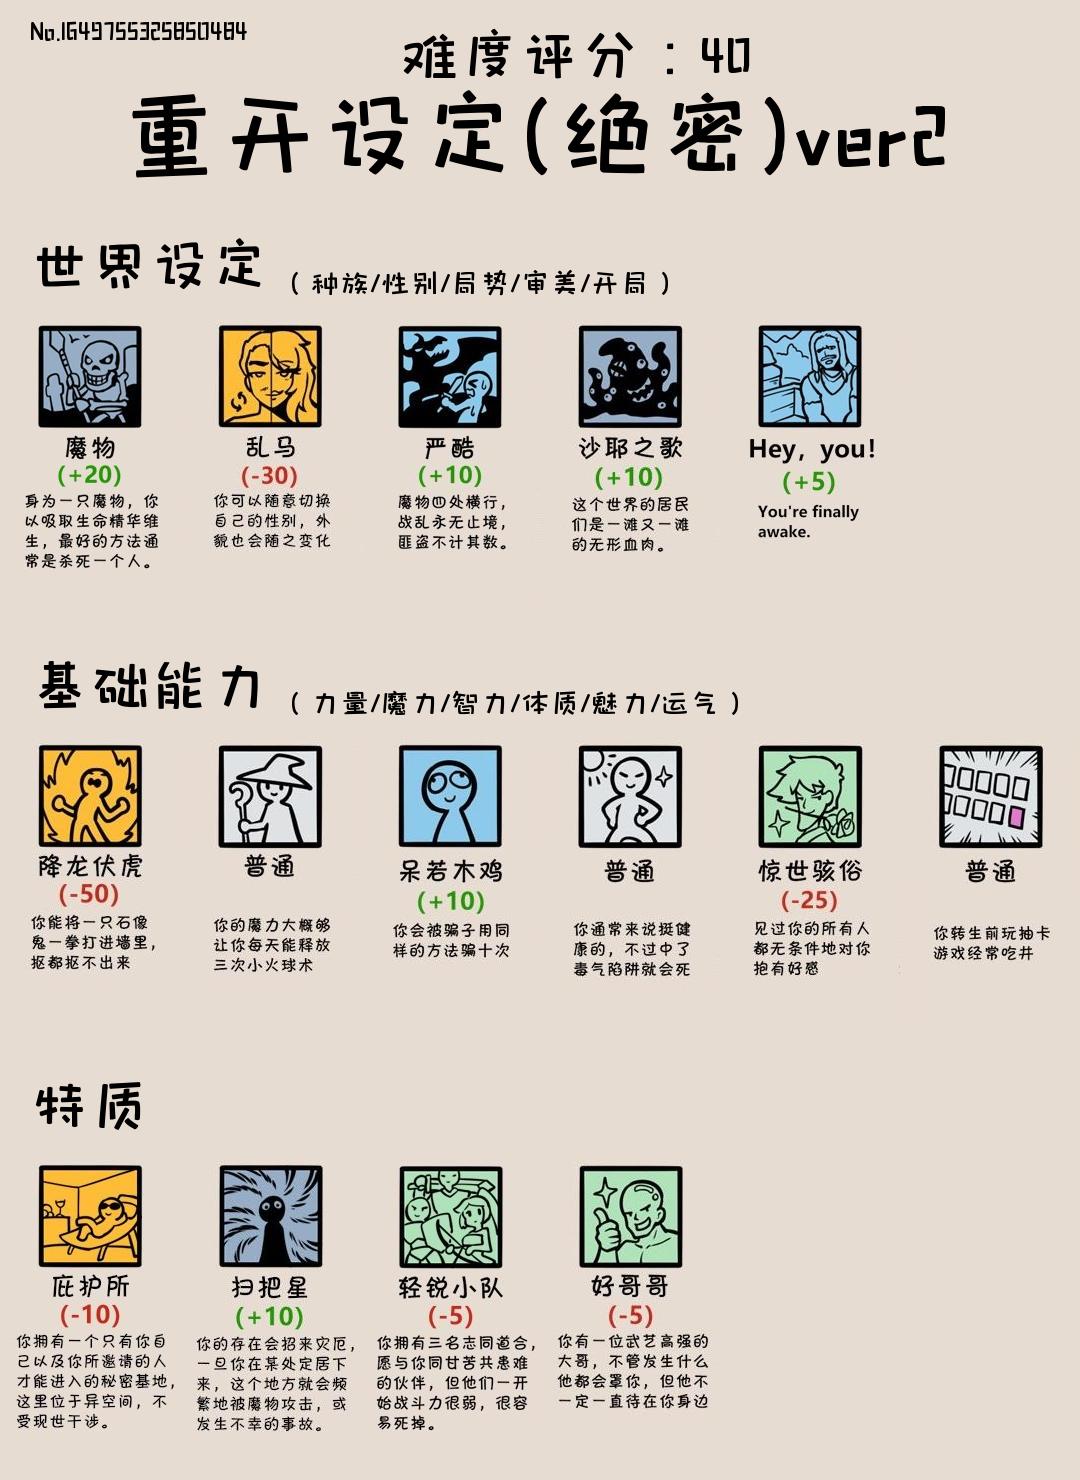 No.1649755325850484
难度评分:40
重开设定(绝密)ver2
世界设定 (种族/性别/局势/审美/开局)
魔物
(+20)
身为一只魔物,你
以吸取生命精华维
生,最好的方法通
常是杀死一个人。
乱马
(-30)
你可以随意切换
自己的性别,外
貌也会随之变化
严酷
(+10)
魔物四处横行,
战乱永无止境,
匪盗不计其数。
沙耶之歌
(+10)
这个世界的居民
们是一滩又一滩
的无形血肉。
Hey, you!
(+5)
You're finally
awake.
基础能力 (力量/魔力/智力/体质/魅力/运气)
降龙伏虎
(-50)
你能将一只石像
鬼一拳打进墙里,
抠都抠不出来
普通
你的魔力大概够
让你每天能释放
三次小火球术
呆若木鸡
(+10)
你会被骗子用同
样的方法骗十次
普通
你通常来说挺健
康的,不过中了
毒气陷阱就会死
惊世骇俗
(-25)
见过你的所有人
都无条件地对你
抱有好感
普通
你转生前玩抽卡
游戏经常吃井
特质
庇护所
(-10)
你拥有一个只有你自
己以及你所邀请的人
才能进入的秘密基地,
这里位于异空间,不
受现世干涉。
扫把星
(+10)
你的存在会招来灾厄,
一旦你在某处定居下
来,这个地方就会频
繁地被魔物攻击,或
发生不幸的事故。
轻锐小队
(-5)
你拥有三名志同道合,
愿与你同甘苦共患难
的伙伴,但他们一开
始战斗力很弱,很容
易死掉。
好哥哥
(-5)
你有一位武艺高强的
大哥,不管发生什么
他都会罩你,但他不
一定一直待在你身边